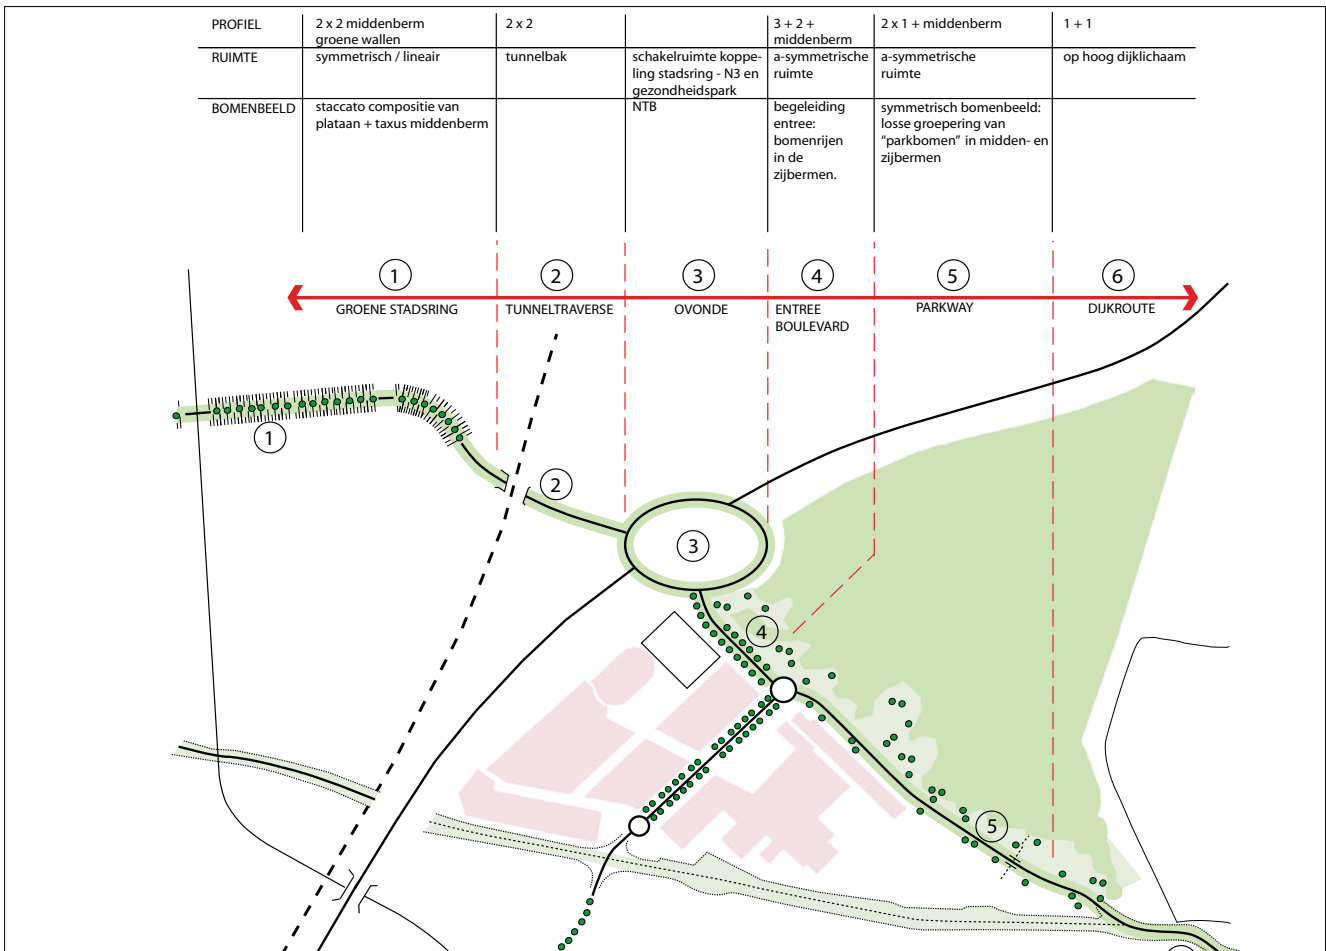 PROFIEL
2 x 2 middenberm
groene wallen
2 x 2
3 + 2 +
middenberm
2 x 1 + middenberm
1 + 1
RUIMTE
symmetrisch / lineair
tunnelbak
schakelruimte koppe-
ling stadsring - N3 en
gezondheidspark
a-symmetrische
ruimte
a-symmetrische
ruimte
op hoog dijklichaam
BOMENBEELD
staccato compositie van
plataan + taxus middenberm
NTB
begeleiding
entree:
bomenrijen
in de
zijbermen.
symmetrisch bomenbeeld:
losse groepering van
“parkbomen” in midden- en
zijbermen
1
2
3
4
5
6
GROENE STADSRING
TUNNELTRAVERSE
OVONDE
ENTREE
BOULEVARD
PARKWAY
DIJKROUTE
1
2
3
4
5